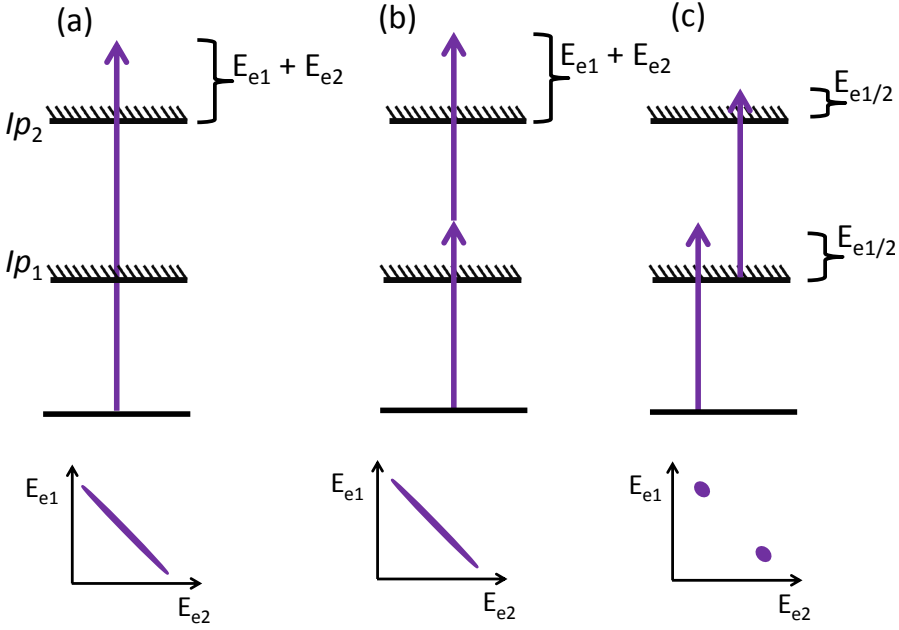 (a)
(b)
(c)
E_e1 + E_e2
E_e1 + E_e2
E_e1/2
Ip_2
Ip_1
E_e1/2
E_e1
E_e2
E_e1
E_e2
E_e1
E_e2